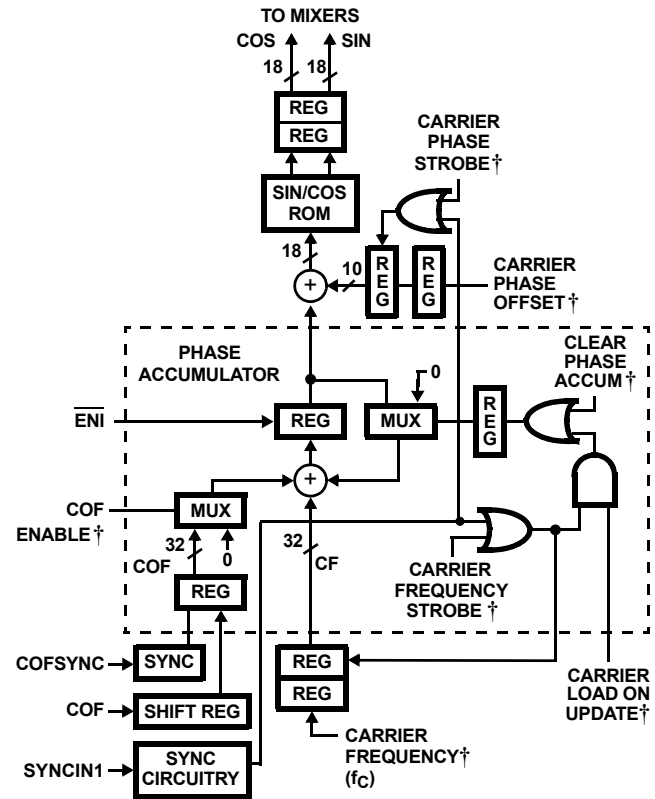 TO MIXERS
COS
SIN
18
18
REG
REG
CARRIER
PHASE
STROBE†
SIN/COS
ROM
18
10
REG
REG
+
CARRIER
PHASE
OFFSET†
PHASE
ACCUMULATOR
0
CLEAR
PHASE
ACCUM†
ENI
REG
MUX
REG
+
COF
ENABLE†
MUX
32
0
COF
32
CF
REG
CARRIER
FREQUENCY
STROBE†
COFSYNC
SYNC
REG
REG
CARRIER
LOAD ON
UPDATE†
COF
SHIFT REG
CARRIER
FREQUENCY†
(fC)
SYNCIN1
SYNC
CIRCUITRY